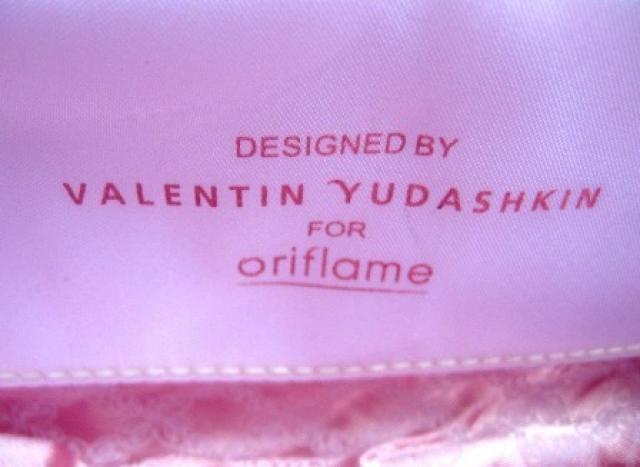 DESIGNED BY
VALENTIN YUDASHKIN
FOR
oriflame